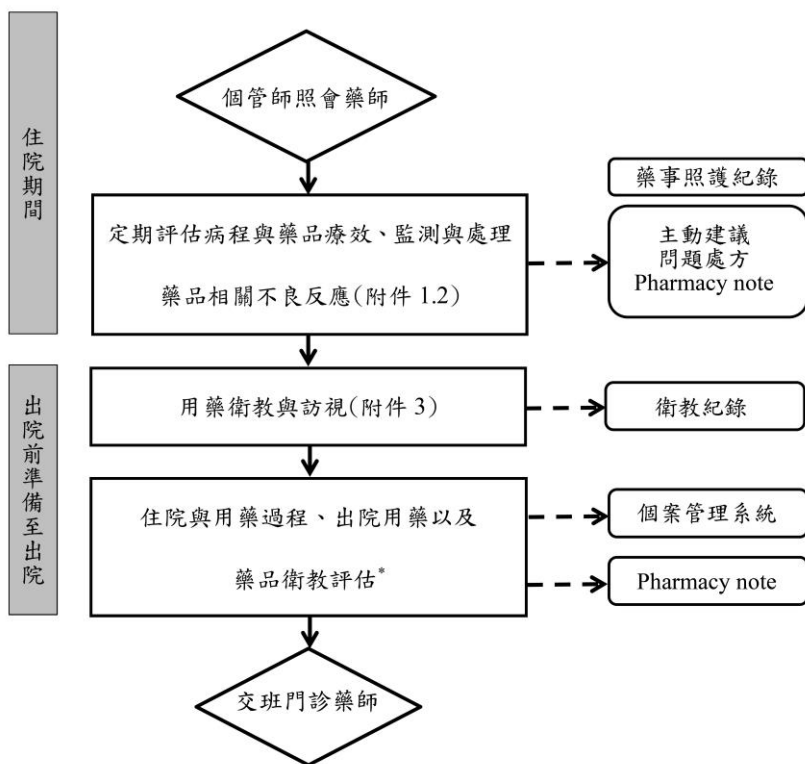 住院期間
個管師照會藥師
定期評估病程與藥品療效、監測與處理
藥品相關不良反應(附件 1.2)
藥事照護紀錄
主動建議
問題處方
Pharmacy note
出院前準備至出院
用藥衛教與訪視(附件 3)
衛教紀錄
住院與用藥過程、出院用藥以及
藥品衛教評估*
個案管理系統
Pharmacy note
交班門診藥師